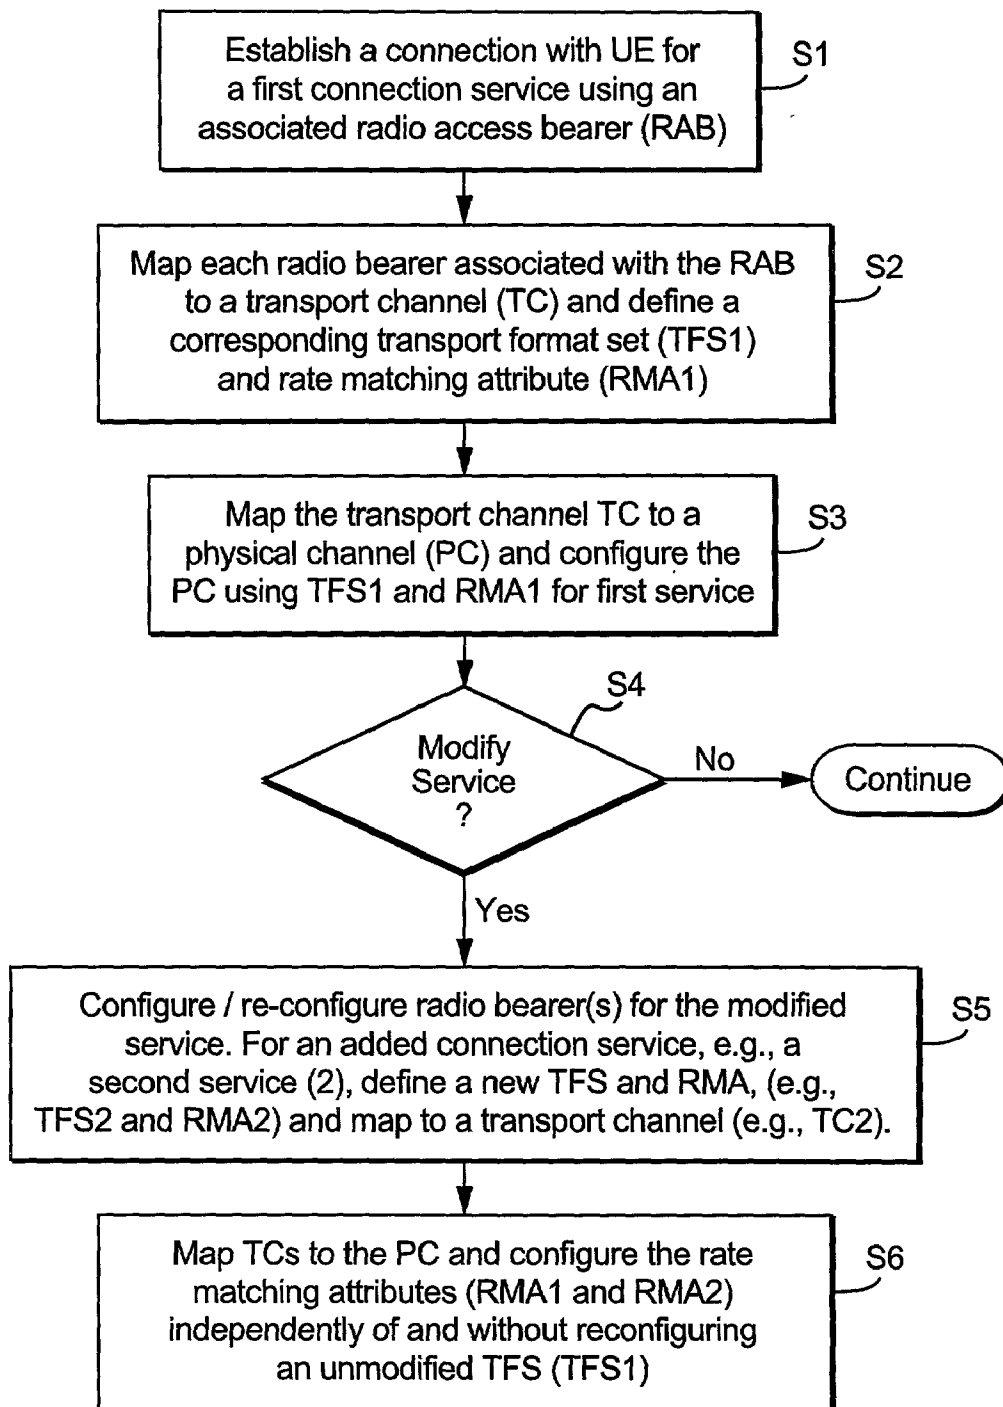 Establish a connection with UE for
a first connection service using an
associated radio access bearer (RAB)
S1
Map each radio bearer associated with the RAB
to a transport channel (TC) and define a
corresponding transport format set (TFS1)
and rate matching attribute (RMA1)
S2
Map the transport channel TC to a
physical channel (PC) and configure the
PC using TFS1 and RMA1 for first service
S3
S4
Modify
Service
?
No
Continue
Yes
Configure / re-configure radio bearer(s) for the modified
service. For an added connection service, e.g., a
second service (2), define a new TFS and RMA, (e.g.,
TFS2 and RMA2) and map to a transport channel (e.g., TC2).
S5
Map TCs to the PC and configure the rate
matching attributes (RMA1 and RMA2)
independently of and without reconfiguring
an unmodified TFS (TFS1)
S6